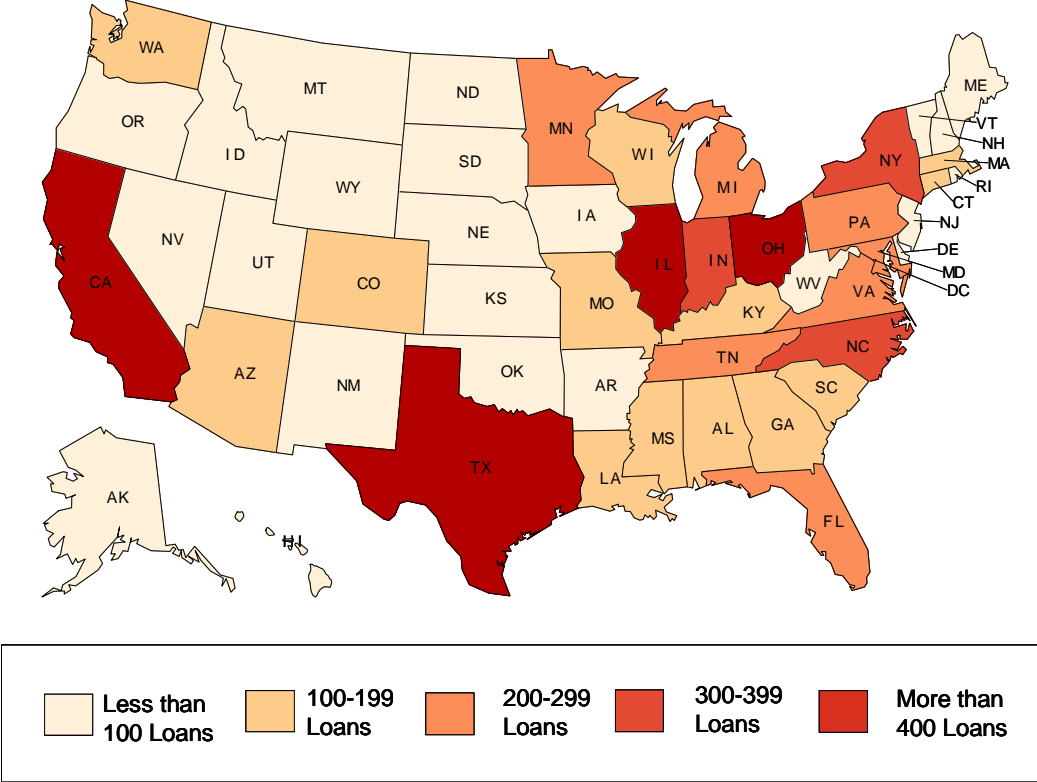 WA
MT
ND
ME
OR
MN
VT
ID
SD
WI
NY
NH
MA
WY
MI
RI
IA
CT
NV
NE
PA
NJ
UT
CO
IL
IN
OH
DE
MD
DC
CA
KS
MO
WV
VA
KY
AZ
NM
OK
AR
TN
NC
SC
MS
AL
GA
TX
LA
AK
HI
FL
Less than
100 Loans
100-199
Loans
200-299
Loans
300-399
Loans
More than
400 Loans